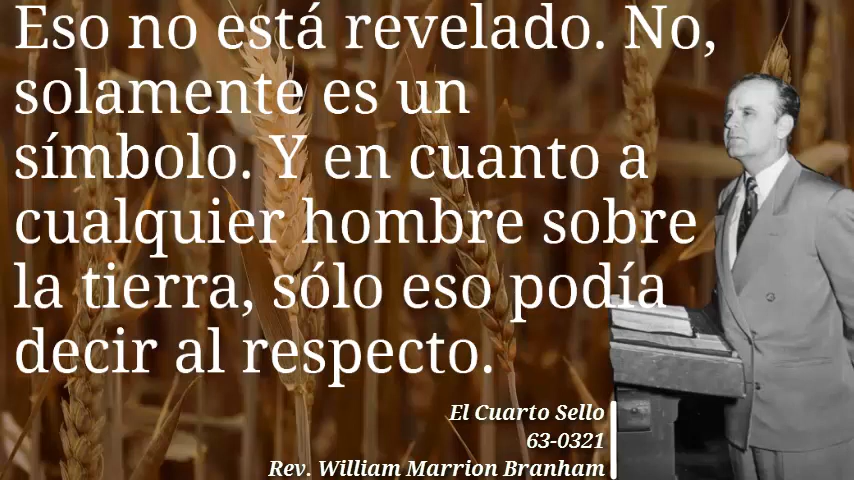 Eso no está revelado. No,
solamente es un
símbolo. Y en cuanto a
cualquier hombre sobre
la tierra, sólo eso podía
decir al respecto.
El Cuarto Sello
63-0321
Rev. William Marrion Branham